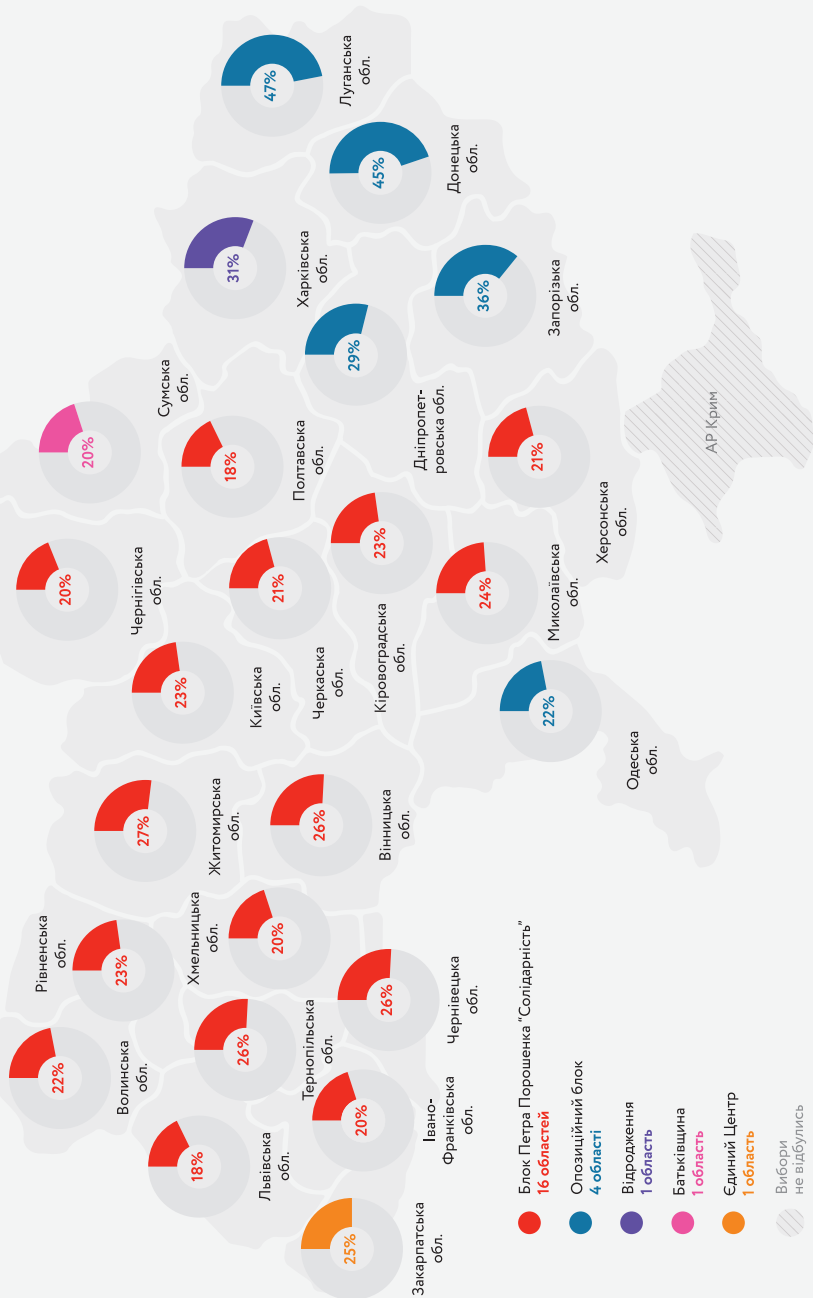 Волинська
обл.
22%
Рівненська
обл.
23%
Житомирська
обл.
27%
Київська
обл.
23%
Чернігівська
обл.
20%
Сумська
обл.
20%
Львівська
обл.
18%
Тернопільська
обл.
26%
Хмельницька
обл.
20%
Вінницька
обл.
26%
Черкаська
обл.
21%
Полтавська
обл.
18%
Харківська
обл.
31%
Луганська
обл.
47%
Закарпатська
обл.
25%
Івано-
Франківська
обл.
20%
Чернівецька
обл.
26%
Кіровоградська
обл.
23%
Дніпропет-
ровська обл.
29%
Донецька
обл.
45%
Одеська
обл.
22%
Миколаївська
обл.
24%
Херсонська
обл.
21%
Запорізька
обл.
36%
АР Крим
Блок Петра Порошенка "Солідарність"
16 областей
Опозиційний блок
4 області
Відродження
1 область
Батьківщина
1 область
Єдиний Центр
1 область
Вибори
не відбулись